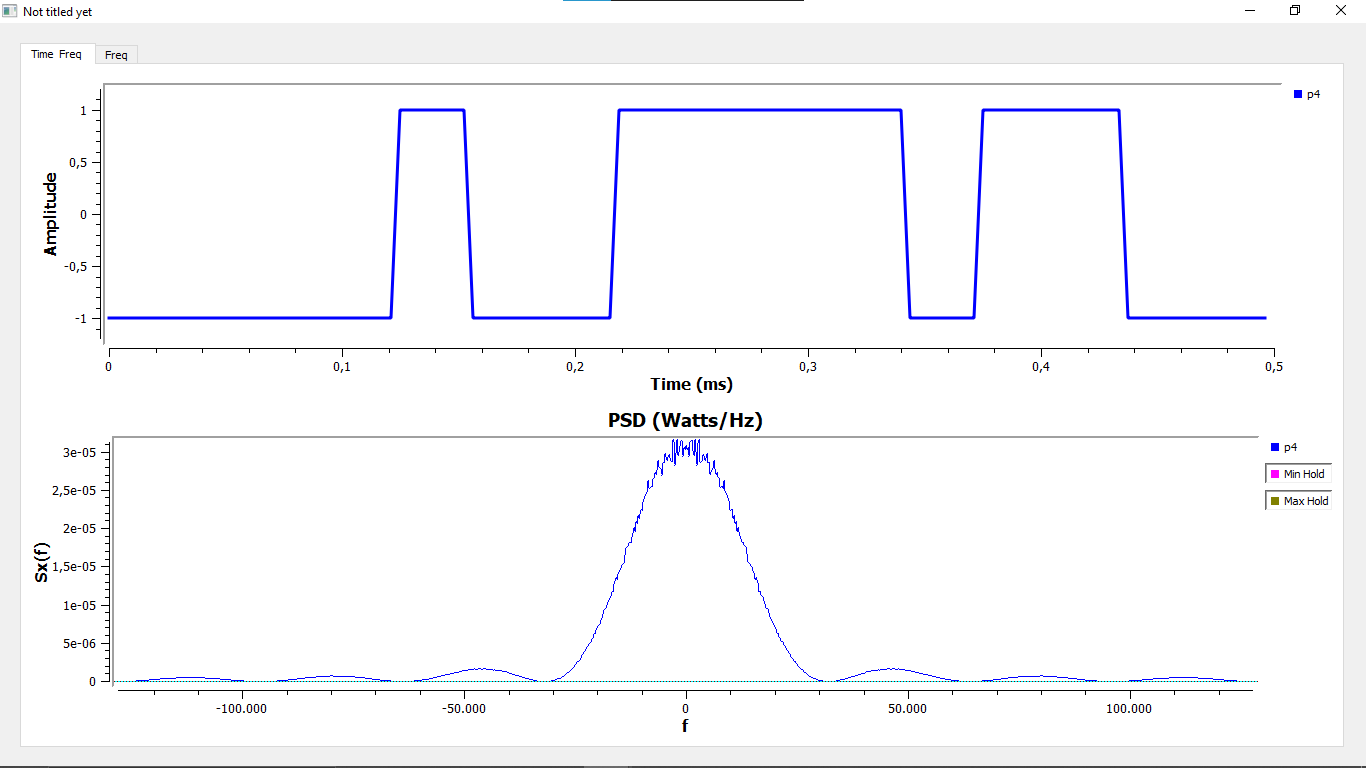 Not titled yet
Time Freq
Freq
p4
1
0,5
0
-0,5
-1
Amplitude
0 0,1 0,2 0,3 0,4 0,5
Time (ms)
PSD (Watts/Hz)
p4
Min Hold
Max Hold
3e-05
2,5e-05
2e-05
1,5e-05
1e-05
5e-06
0
Sx(f)
-100.000 -50.000 0 50.000 100.000
f